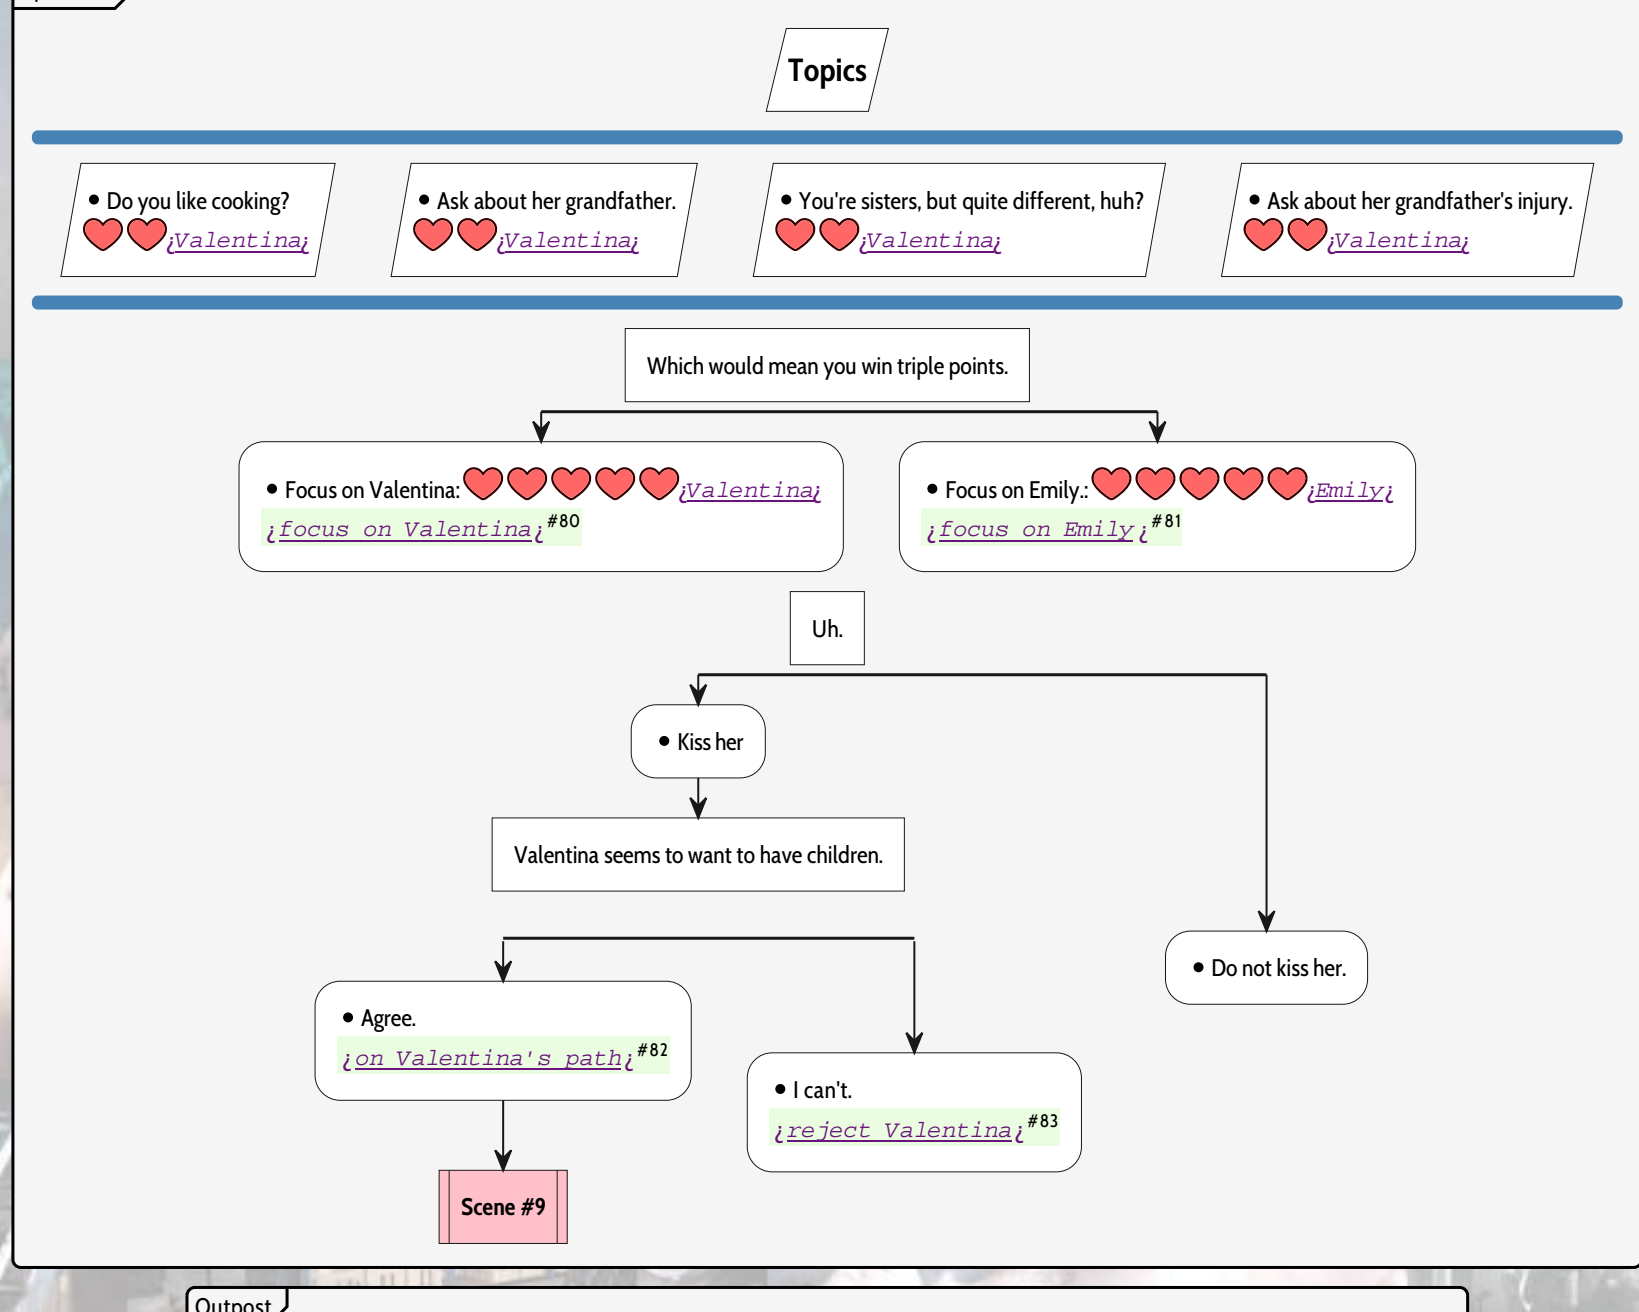 Topics
• Do you like cooking?
¿Valentina¿
• Ask about her grandfather.
¿Valentina¿
• You're sisters, but quite different, huh?
¿Valentina¿
• Ask about her grandfather's injury.
¿Valentina¿
Which would mean you win triple points.
• Focus on Valentina: ¿Valentina¿
¿focus on Valentina¿#80
• Focus on Emily.: ¿Emily¿
¿focus on Emily¿#81
Uh.
• Kiss her
Valentina seems to want to have children.
• Do not kiss her.
• Agree.
¿on Valentina's path¿#82
• I can't.
¿reject Valentina¿#83
Scene #9
Outpost